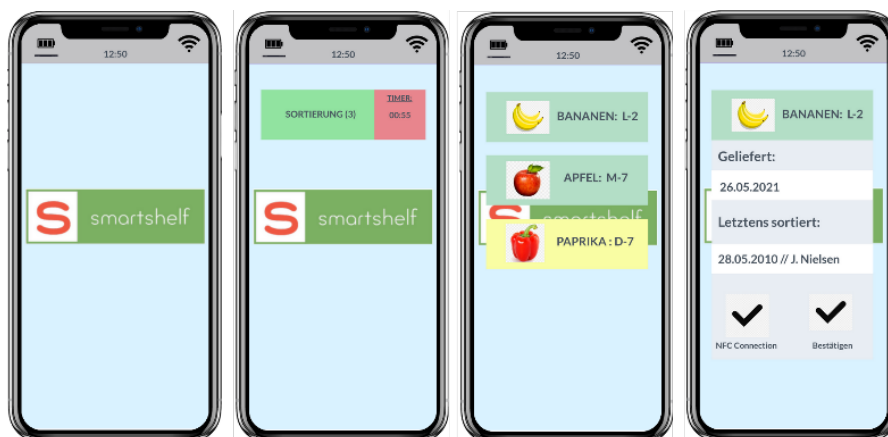 12:50
S smartshelf
12:50
SORTIERUNG (3)
TIMER:
00:55
S smartshelf
12:50
BANANEN: L-2
APFEL: M-7
smartshelf
PAPRIKA : D-7
12:50
BANANEN: L-2
Geliefert:
26.05.2021
Letztens sortiert:
28.05.2010 // J. Nielsen
NFC Connection
Bestätigen